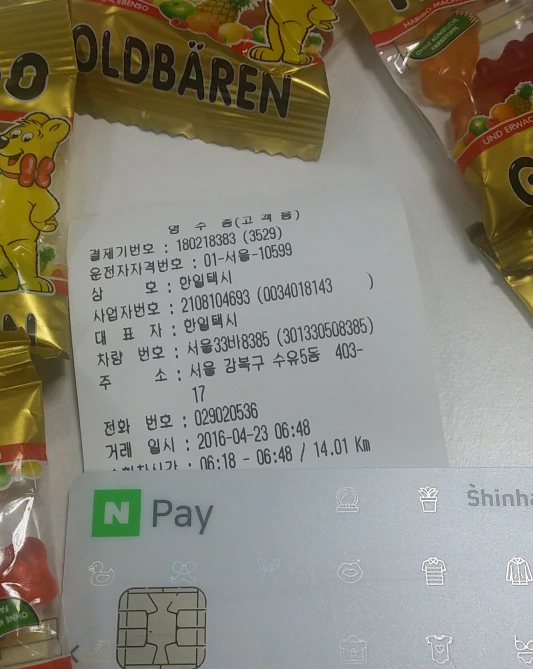 OLDBÄREN
UND ERWAC
영 수 증(고 객 용)
결제기번호 : 180218383 (3529)
운전자자격번호 : 01-서울-10599
상 호 : 한일택시
사업자번호 : 2108104693 (0034018143 )
대 표 자 : 한일택시
차량 번호 : 서울33바8385 (301330508385)
주 소 : 서울 강북구 수유5동 403-
17
전화 번호 : 029020536
거래 일시 : 2016-04-23 06:48
06:18 - 06:48 / 14.01 Km
N Pay
Shinha